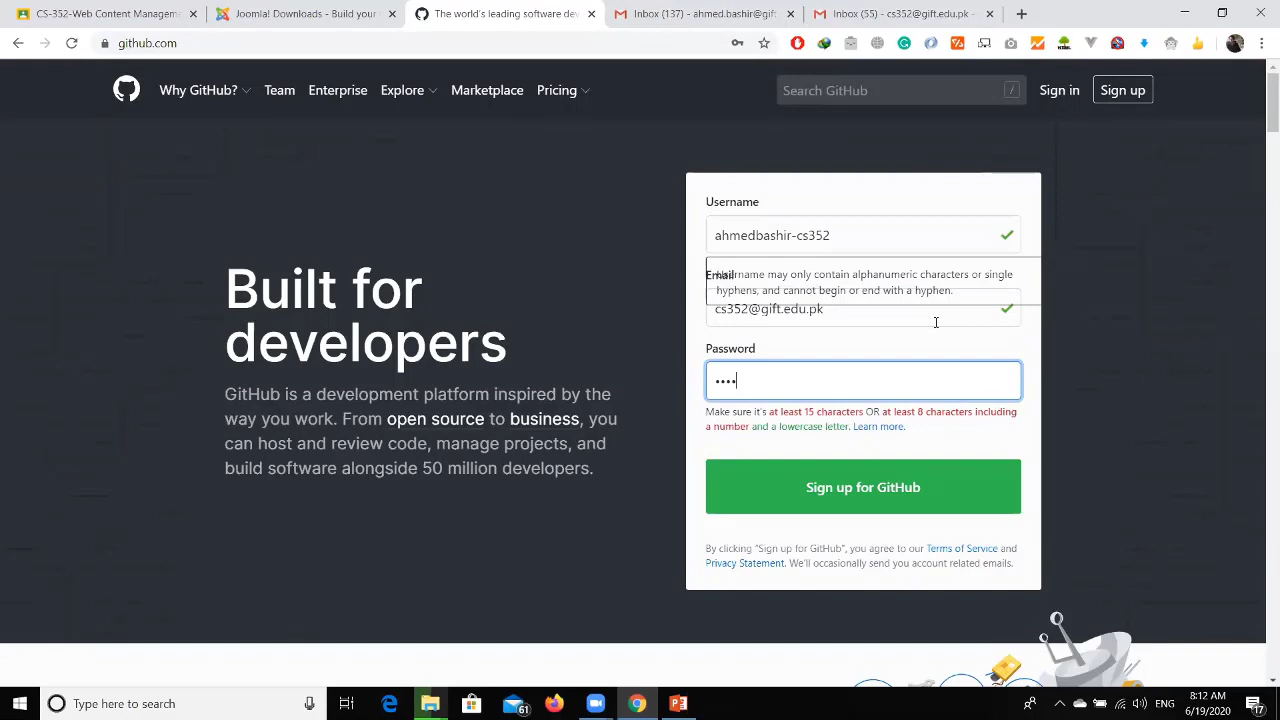 CS-352-Web Content Managem
Joomla! Downloads - Build your
The world's leading software dev
Inbox (137) - ahmed.bashir@gift
Inbox (55) - cs352@gift.edu.pk -
github.com
Why GitHub?
Team
Enterprise
Explore
Marketplace
Pricing
Search GitHub
/
Sign in
Sign up
Built for
developers
GitHub is a development platform inspired by the
way you work. From open source to business, you
can host and review code, manage projects, and
build software alongside 50 million developers.
Username
ahmedbashir-cs352
Email
Username may only contain alphanumeric characters or single
hyphens, and cannot begin or end with a hyphen.
cs352@gift.edu.pk
Password
••••
Make sure it's at least 15 characters OR at least 8 characters including
a number and a lowercase letter. Learn more.
Sign up for GitHub
By clicking "Sign up for GitHub", you agree to our Terms of Service and
Privacy Statement. We'll occasionally send you account related emails.
Type here to search
61
ENG
8:12 AM
6/19/2020